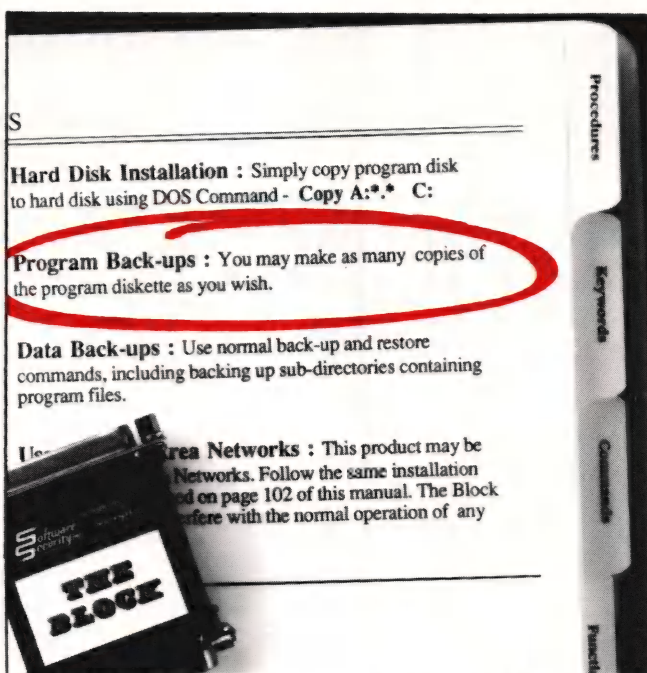 S
Hard Disk Installation : Simply copy program disk
to hard disk using DOS Command - Copy A:*.* C:
Program Back-ups : You may make as many copies of
the program diskette as you wish.
Data Back-ups : Use normal back-up and restore
commands, including backing up sub-directories containing
program files.
Area Networks : This product may be
Networks. Follow the same installation
on page 102 of this manual. The Block
with the normal operation of any
Software
Security
THE
BLOCK
Procedures
Keywords
Commands